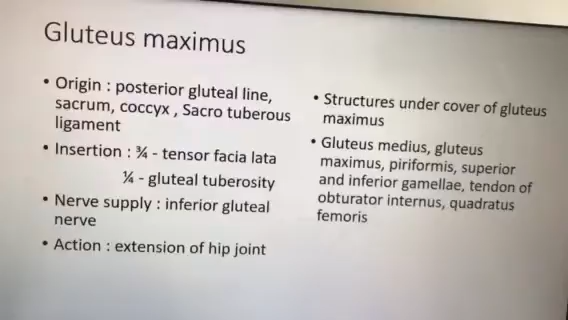 Gluteus maximus
• Origin : posterior gluteal line,
sacrum, coccyx , Sacro tuberous
ligament
• Insertion : ¾ - tensor facia lata
¼ - gluteal tuberosity
• Nerve supply : inferior gluteal
nerve
• Action : extension of hip joint
• Structures under cover of gluteus
maximus
• Gluteus medius, gluteus
maximus, piriformis, superior
and inferior gamellae, tendon of
obturator internus, quadratus
femoris